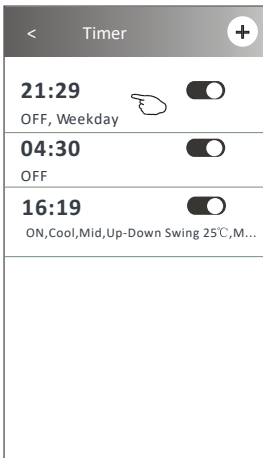 < Timer +
21:29
OFF, Weekday
04:30
OFF
16:19
ON,Cool,Mid,Up-Down Swing 25℃,M...